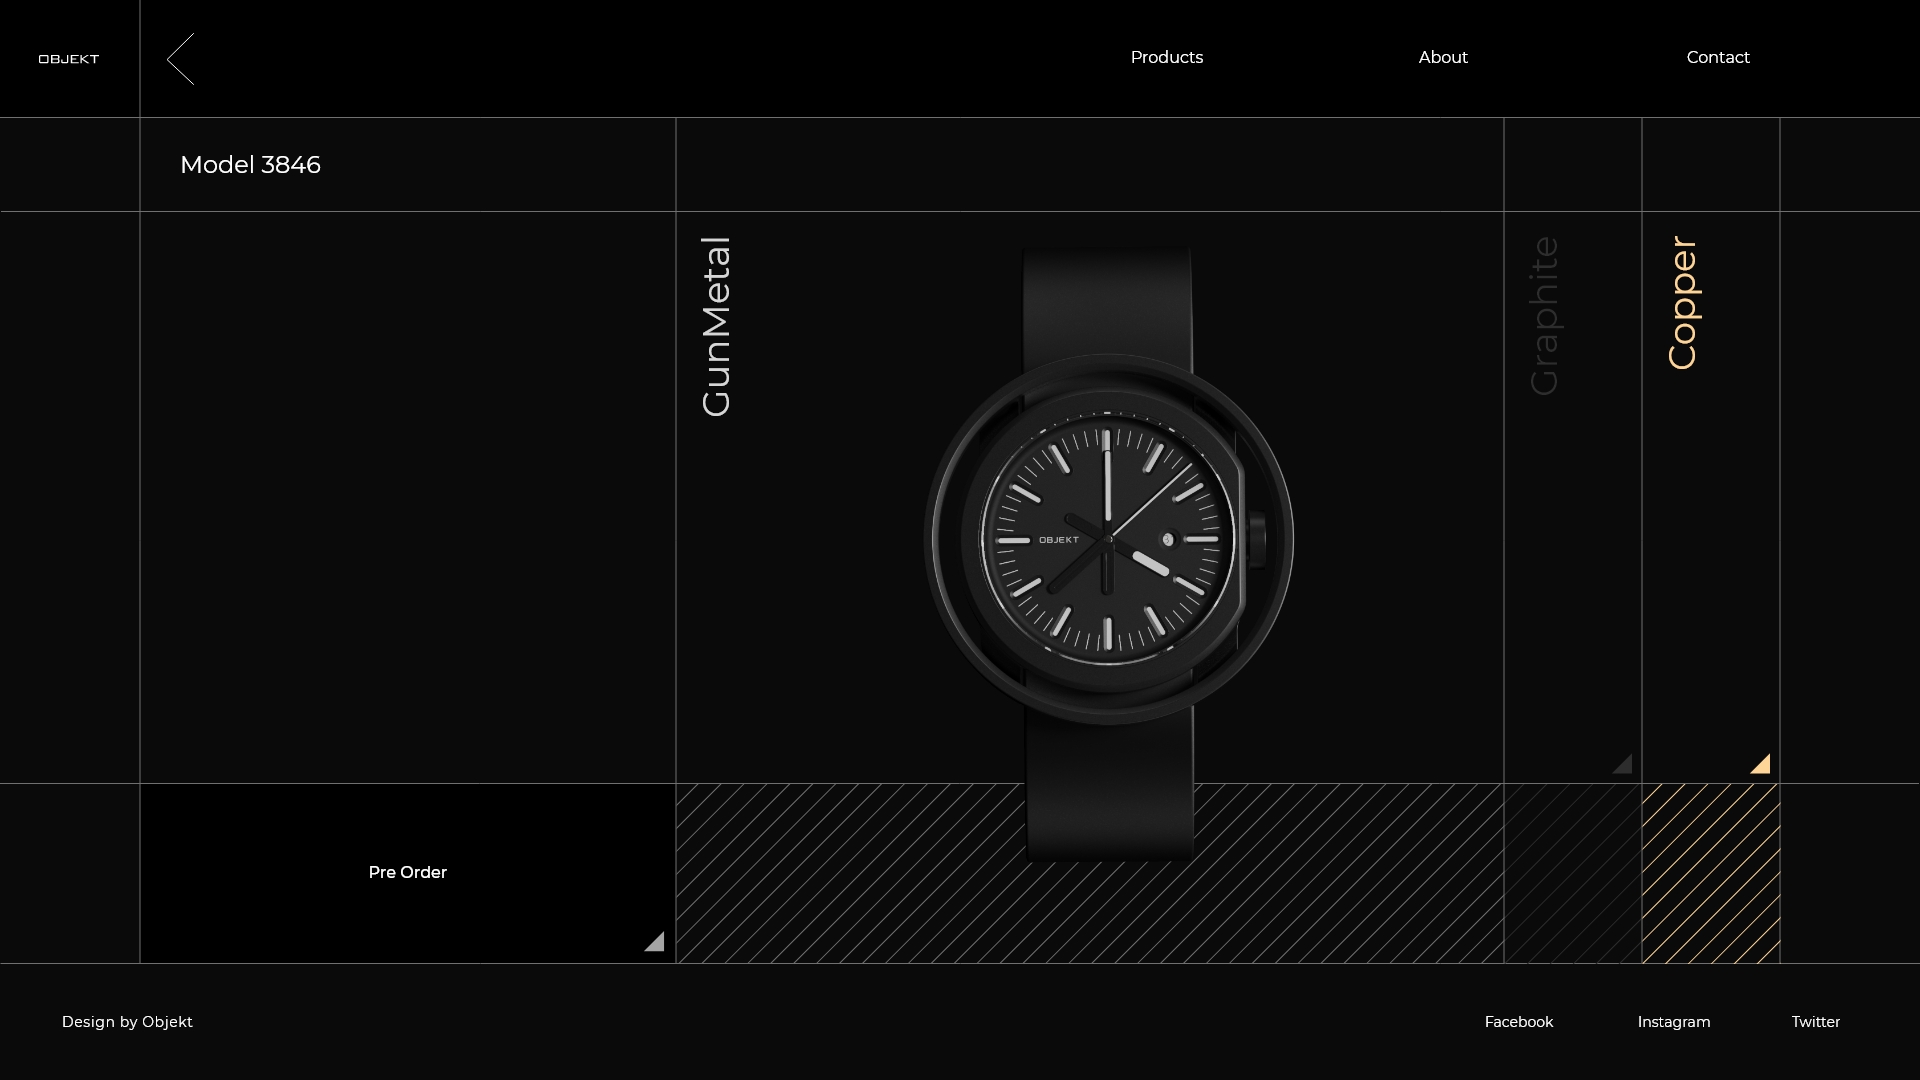 OBJEKT
Products
About
Contact
Model 3846
GunMetal
Graphite
Copper
OBJEKT
Pre Order
Design by Objekt
Facebook
Instagram
Twitter